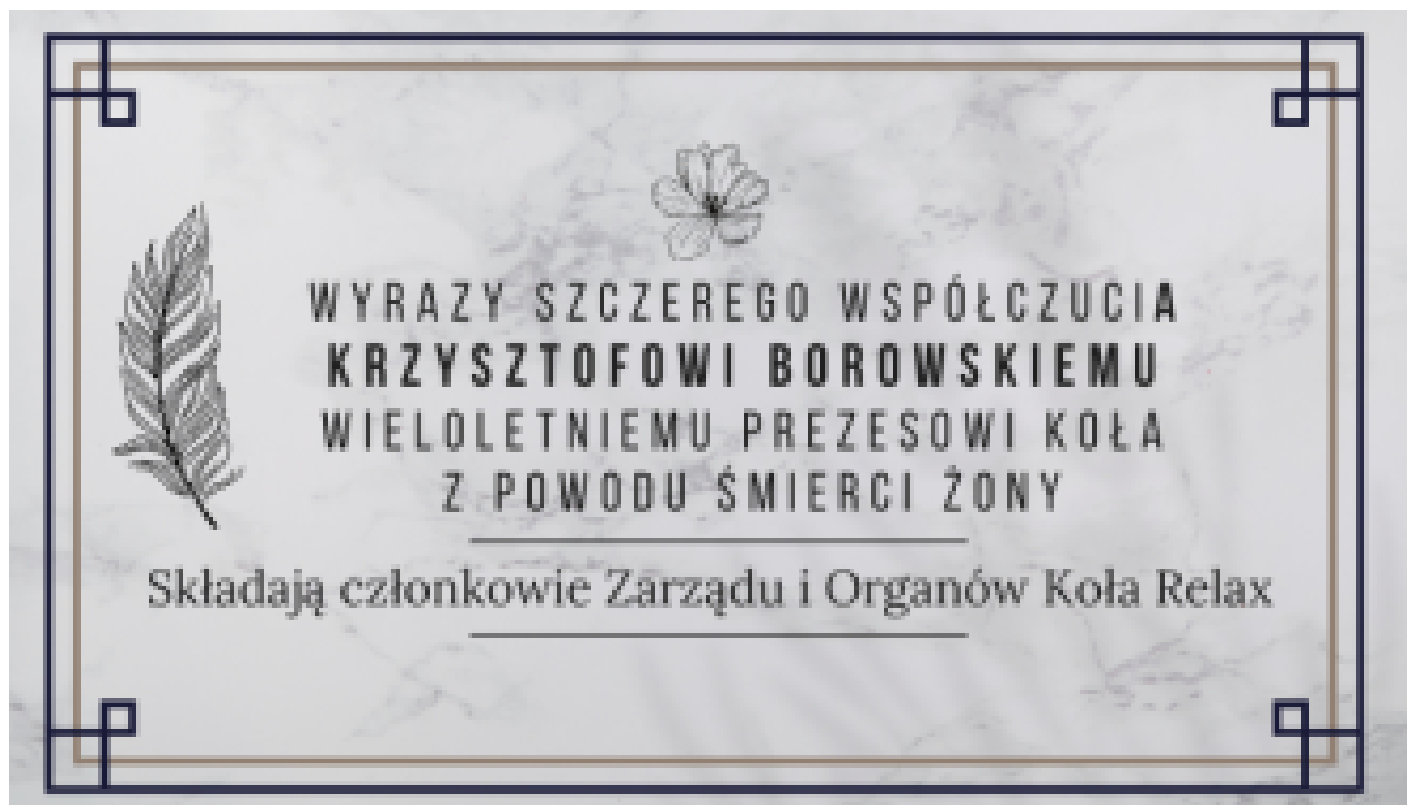 WYRAZY SZCZEREGO WSPÓŁCZUCIA
KRZYSZTOFOWI BOROWSKIEMU
WIELOLETNIEMU PREZESOWI KOŁA
Z POWODU ŚMIERCI ŻONY
Składają członkowie Zarządu i Organów Koła Relax